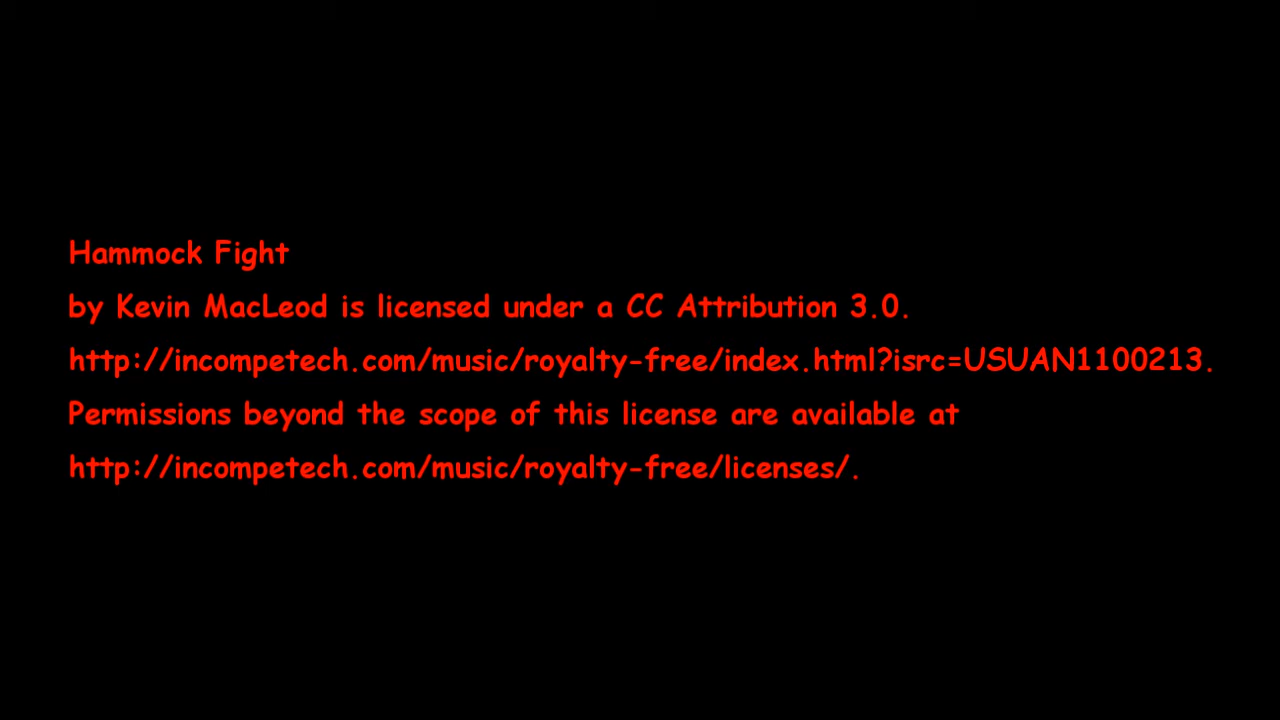 Hammock Fight
by Kevin MacLeod is licensed under a CC Attribution 3.0.
http://incompetech.com/music/royalty-free/index.html?isrc=USUAN1100213.
Permissions beyond the scope of this license are available at
http://incompetech.com/music/royalty-free/licenses/.